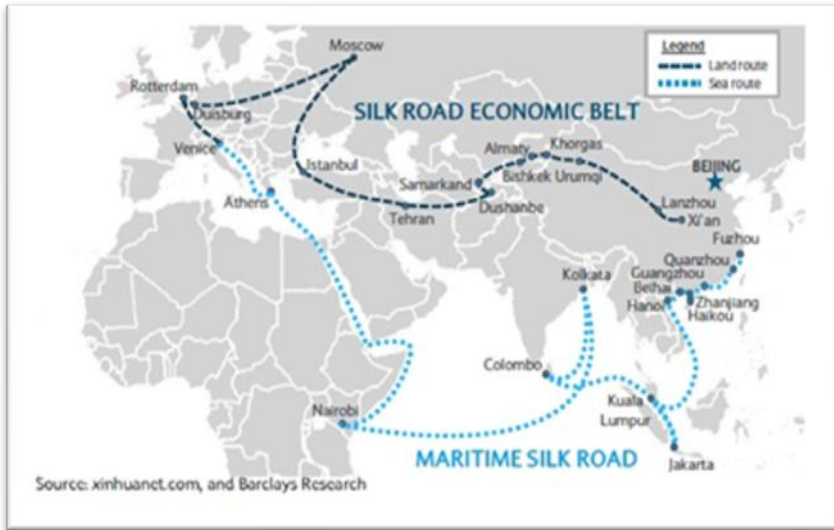 Legend
Land route
Sea route
Moscow
Rotterdam
Duisburg
SILK ROAD ECONOMIC BELT
Venice
Almaty
Khorgas
Istanbul
Samarkand
Bishkek Urumqi
BEIJING
Athens
Tehran
Dushanbe
Lanzhou
Xi'an
Fuzhou
Quanzhou
Guangzhou
Kolkata
Beihai
Hanoi
Zhanjiang
Haikou
Colombo
Kuala
Lumpur
Nairobi
MARITIME SILK ROAD
Jakarta
Source: xinhuanet.com, and Barclays Research